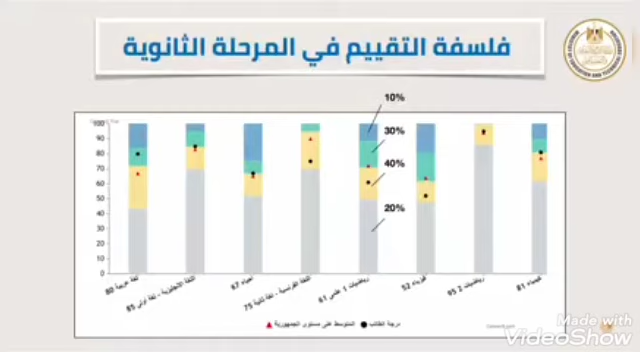 فلسفة التقييم في المرحلة الثانوية
10%
30%
40%
20%
100
90
80
70
60
50
40
30
20
10
0
لغة عربية 80
اللغة الانجليزية - لغة أولى 85
أحياء 67
اللغة الفرنسية - لغة ثانية 75
رياضيات 1 علمي 61
فيزياء 52
رياضيات 2 95
كيمياء 81
المتوسط على مستوى الجمهورية
درجة الطالب
Made with
VideoShow